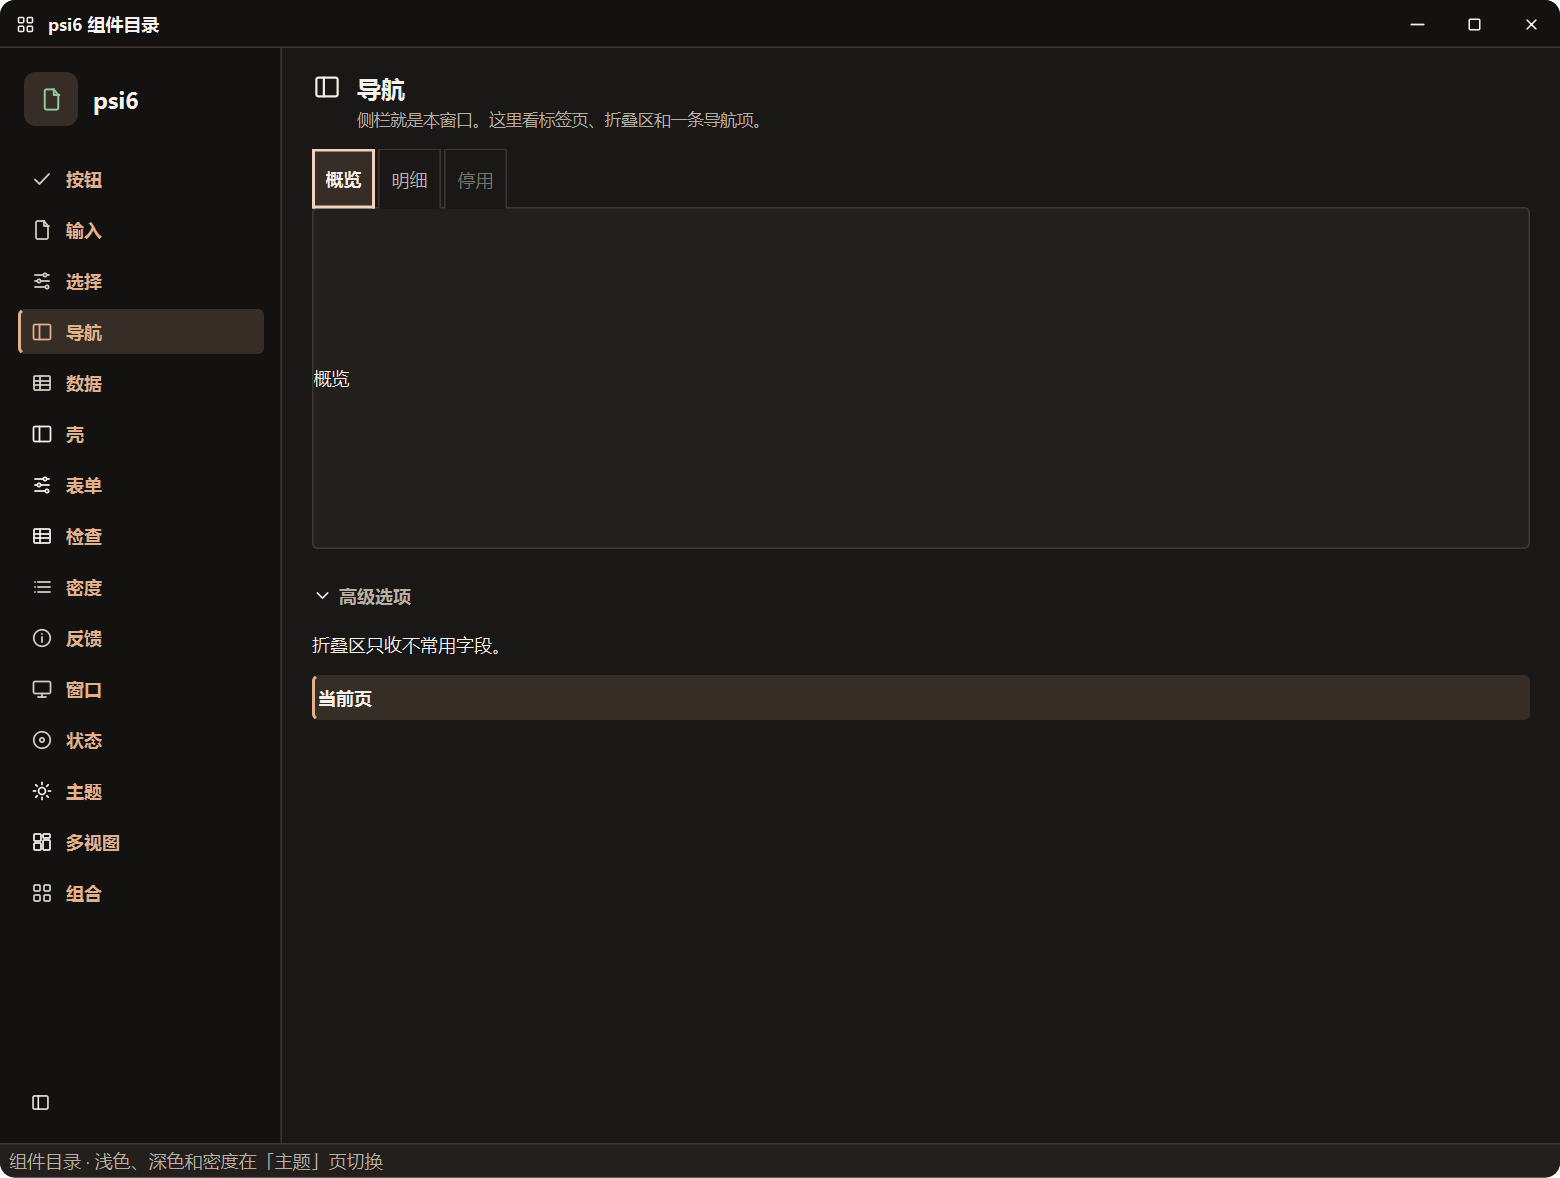 psi6 组件目录
psi6
按钮
输入
选择
导航
数据
壳
表单
检查
密度
反馈
窗口
状态
主题
多视图
组合
导航
侧栏就是本窗口。这里看标签页、折叠区和一条导航项。
概览
明细
停用
概览
高级选项
折叠区只收不常用字段。
当前页
组件目录 · 浅色、深色和密度在「主题」页切换